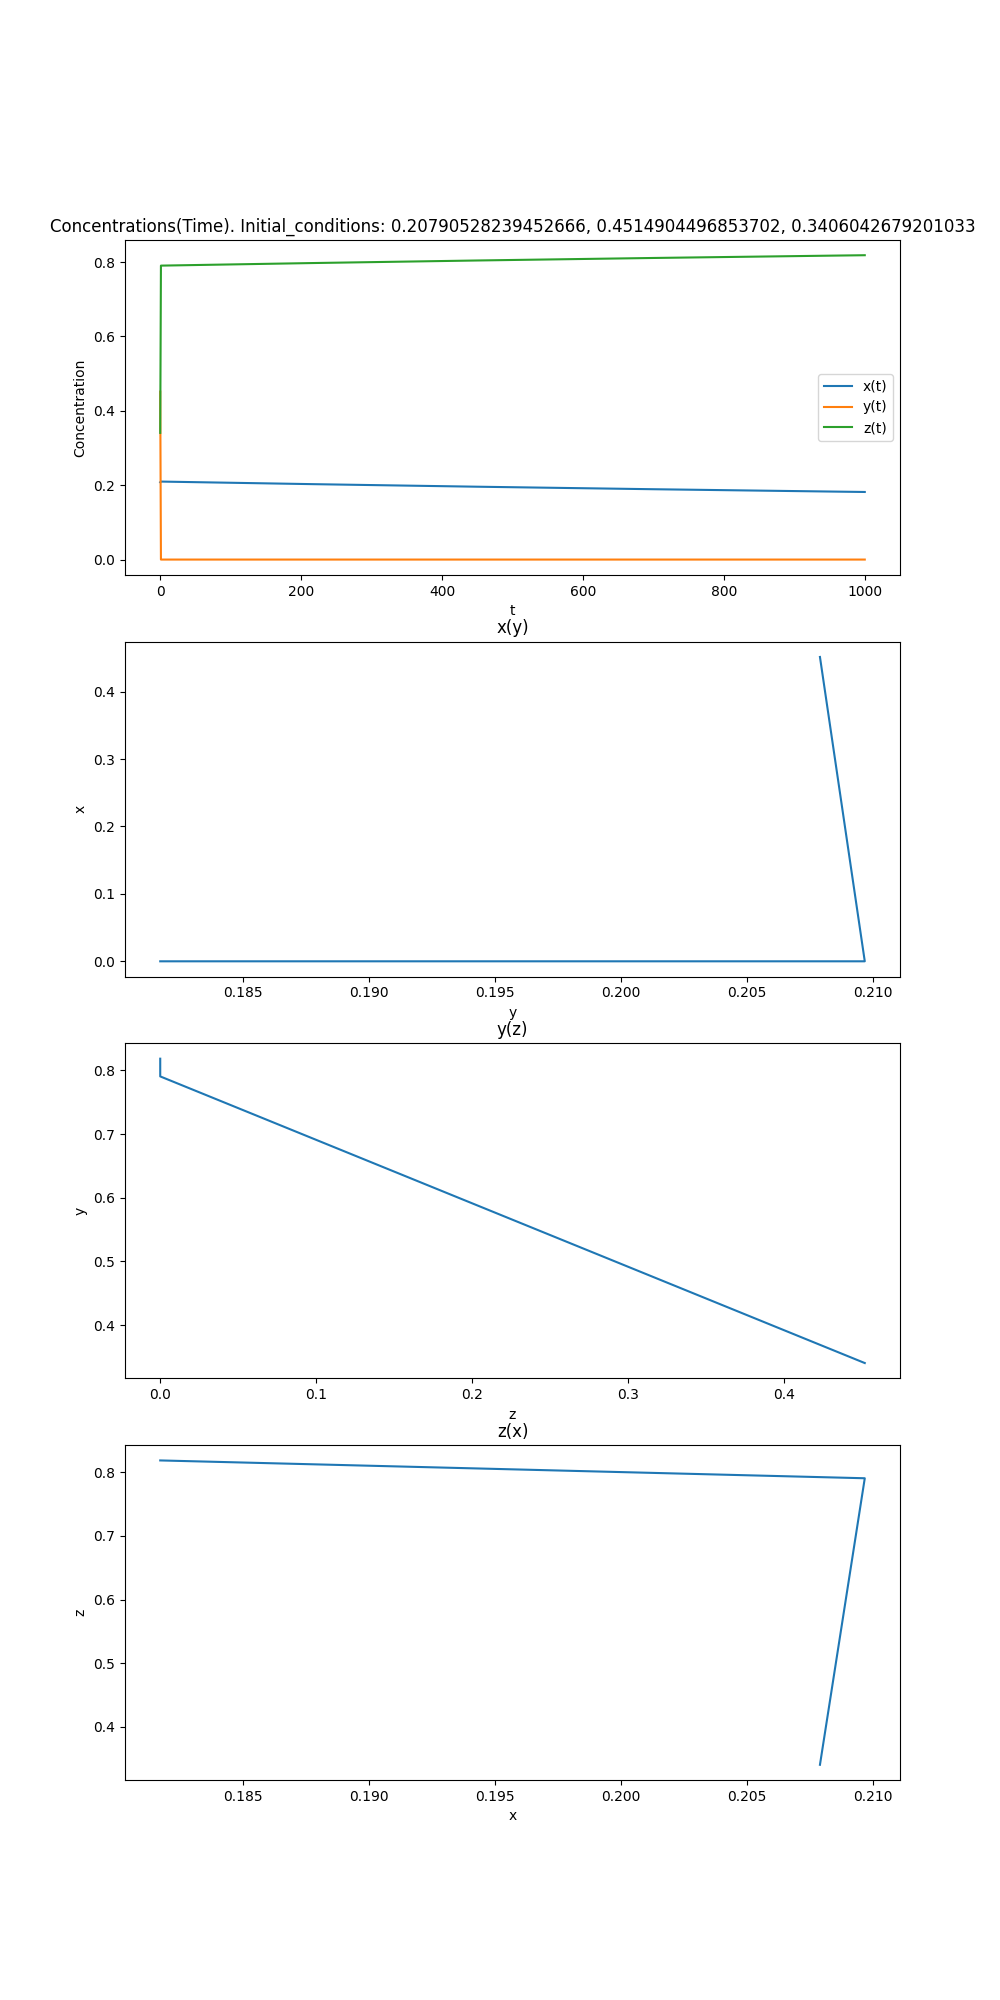 Concentrations(Time). Initial_conditions: 0.20790528239452666, 0.4514904496853702, 0.3406042679201033
0.8
0.6
0.4
0.2
0.0
Concentration
x(t)
y(t)
z(t)
0 200 400 600 800 1000
t
x(y)
0.4
0.3
0.2
0.1
0.0
x
0.185 0.190 0.195 0.200 0.205 0.210
y
y(z)
0.8
0.7
0.6
0.5
0.4
y
0.0 0.1 0.2 0.3 0.4
z
z(x)
0.8
0.7
0.6
0.5
0.4
z
0.185 0.190 0.195 0.200 0.205 0.210
x